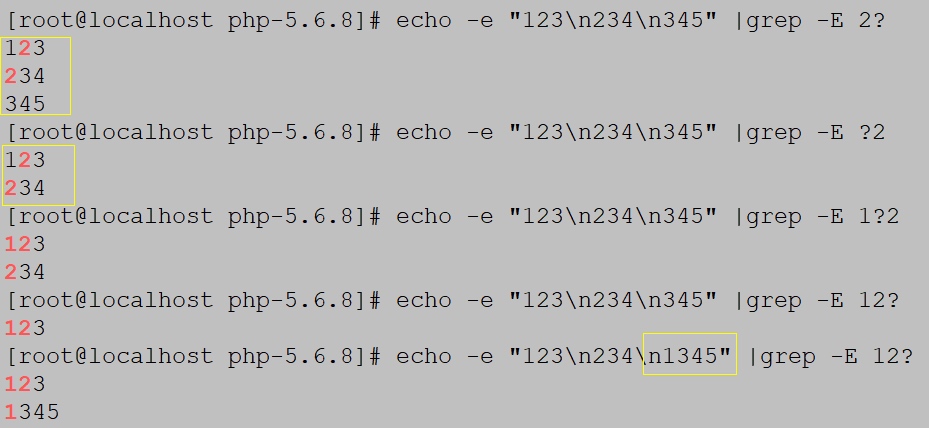 [root@localhost php-5.6.8]# echo -e "123\n234\n345" |grep -E 2?
123
234
345
[root@localhost php-5.6.8]# echo -e "123\n234\n345" |grep -E ?2
123
234
[root@localhost php-5.6.8]# echo -e "123\n234\n345" |grep -E 1?2
123
234
[root@localhost php-5.6.8]# echo -e "123\n234\n345" |grep -E 12?
123
[root@localhost php-5.6.8]# echo -e "123\n234\n1345" |grep -E 12?
123
1345